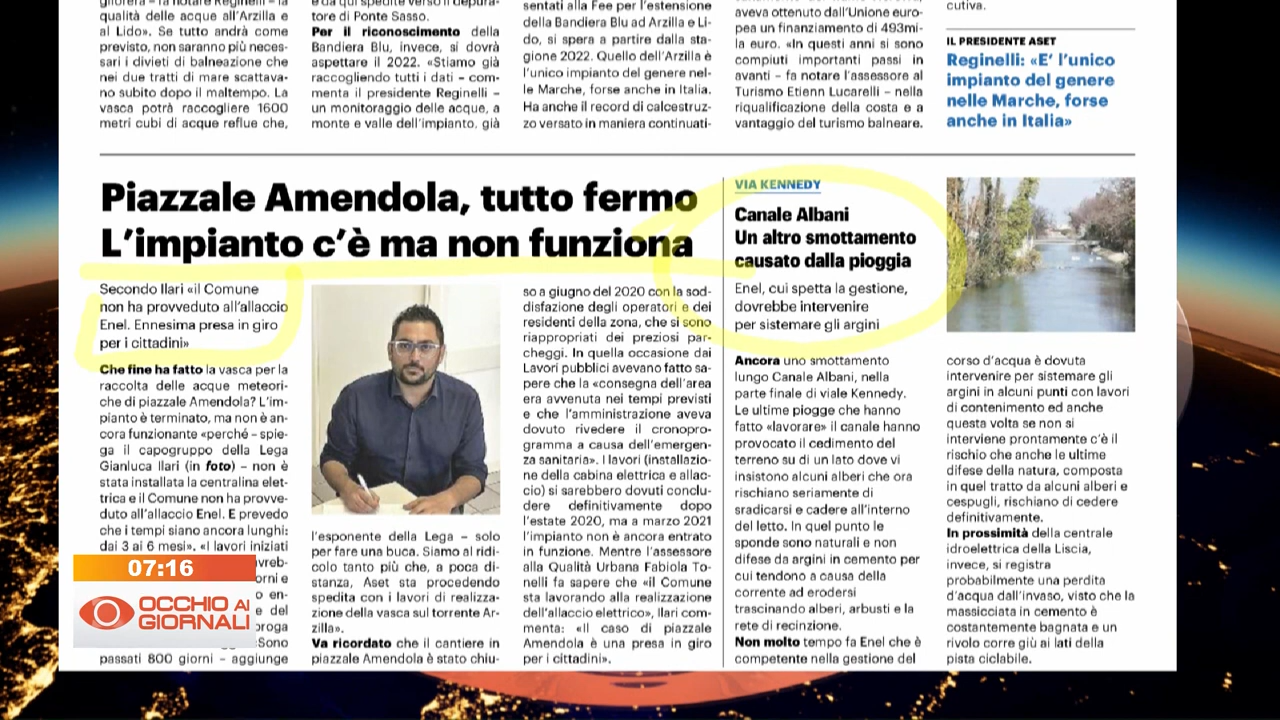 gliorerà – fa notare Reginelli – la
qualità delle acque all'Arzilla e
al Lido». Se tutto andrà come
previsto, non saranno più neces-
sari i divieti di balneazione che
nei due tratti di mare scattava-
no subito dopo il maltempo. La
vasca potrà raccogliere 1600
metri cubi di acque reflue che,
e da qui spedite verso il depura-
tore di Ponte Sasso.
Per il riconoscimento della
Bandiera Blu, invece, si dovrà
aspettare il 2022. «Stiamo già
raccogliendo tutti i dati – com-
menta il presidente Reginelli –
un monitoraggio delle acque, a
monte e valle dell'impianto, già
sentati alla Fee per l'estensione
della Bandiera Blu ad Arzilla e Li-
do, si spera a partire dalla sta-
gione 2022. Quello dell'Arzilla è
l'unico impianto del genere nel-
le Marche, forse anche in Italia.
Ha anche il record di calcestruz-
zo versato in maniera continuati-
aveva ottenuto dall'Unione euro-
pea un finanziamento di 493mi-
la euro. «In questi anni si sono
compiuti importanti passi in
avanti – fa notare l'assessore al
Turismo Etienn Lucarelli – nella
riqualificazione della costa e a
vantaggio del turismo balneare.
cutiva.
IL PRESIDENTE ASET
Reginelli: «E' l'unico
impianto del genere
nelle Marche, forse
anche in Italia»
Piazzale Amendola, tutto fermo
L'impianto c'è ma non funziona
Secondo Ilari «il Comune
non ha provveduto all'allaccio
Enel. Ennesima presa in giro
per i cittadini»
Che fine ha fatto la vasca per la
raccolta delle acque meteori-
che di piazzale Amendola? L'im-
pianto è terminato, ma non è an-
cora funzionante «perché – spie-
ga il capogruppo della Lega
Gianluca Ilari (in foto) – non è
stata installata la centralina elet-
trica e il Comune non ha provve-
duto all'allaccio Enel. E prevedo
che i tempi siano ancora lunghi:
dai 3 ai 6 mesi». «I lavori iniziati
vreb-
orni e
o en-
e del
proga
«Sono
passati 800 giorni – aggiunge
l'esponente della Lega – solo
per fare una buca. Siamo al ridi-
colo tanto più che, a poca di-
stanza, Aset sta procedendo
spedita con i lavori di realizza-
zione della vasca sul torrente Ar-
zilla».
Va ricordato che il cantiere in
piazzale Amendola è stato chiu-
so a giugno del 2020 con la sod-
disfazione degli operatori e dei
residenti della zona, che si sono
riappropriati dei preziosi par-
cheggi. In quella occasione dai
Lavori pubblici avevano fatto sa-
pere che la «consegna dell'area
era avvenuta nei tempi previsti
e che l'amministrazione aveva
dovuto rivedere il cronopro-
gramma a causa dell'emergen-
za sanitaria». I lavori (installazio-
ne della cabina elettrica e allac-
cio) si sarebbero dovuti conclu-
dere definitivamente dopo
l'estate 2020, ma a marzo 2021
l'impianto non è ancora entrato
in funzione. Mentre l'assessore
alla Qualità Urbana Fabiola To-
nelli fa sapere che «il Comune
sta lavorando alla realizzazione
dell'allaccio elettrico», Ilari com-
menta: «Il caso di piazzale
Amendola è una presa in giro
per i cittadini».
VIA KENNEDY
Canale Albani
Un altro smottamento
causato dalla pioggia
Enel, cui spetta la gestione,
dovrebbe intervenire
per sistemare gli argini
Ancora uno smottamento
lungo Canale Albani, nella
parte finale di viale Kennedy.
Le ultime piogge che hanno
fatto «lavorare» il canale hanno
provocato il cedimento del
terreno su di un lato dove vi
insistono alcuni alberi che ora
rischiano seriamente di
sradicarsi e cadere all'interno
del letto. In quel punto le
sponde sono naturali e non
difese da argini in cemento per
cui tendono a causa della
corrente ad erodersi
trascinando alberi, arbusti e la
rete di recinzione.
Non molto tempo fa Enel che è
competente nella gestione del
corso d'acqua è dovuta
intervenire per sistemare gli
argini in alcuni punti con lavori
di contenimento ed anche
questa volta se non si
interviene prontamente c'è il
rischio che anche le ultime
difese della natura, composta
in quel tratto da alcuni alberi e
cespugli, rischiano di cedere
definitivamente.
In prossimità della centrale
idroelettrica della Liscia,
invece, si registra
probabilmente una perdita
d'acqua dall'invaso, visto che la
massicciata in cemento è
costantemente bagnata e un
rivolo corre giù ai lati della
pista ciclabile.
07:16
OCCHIO AI
GIORNALI